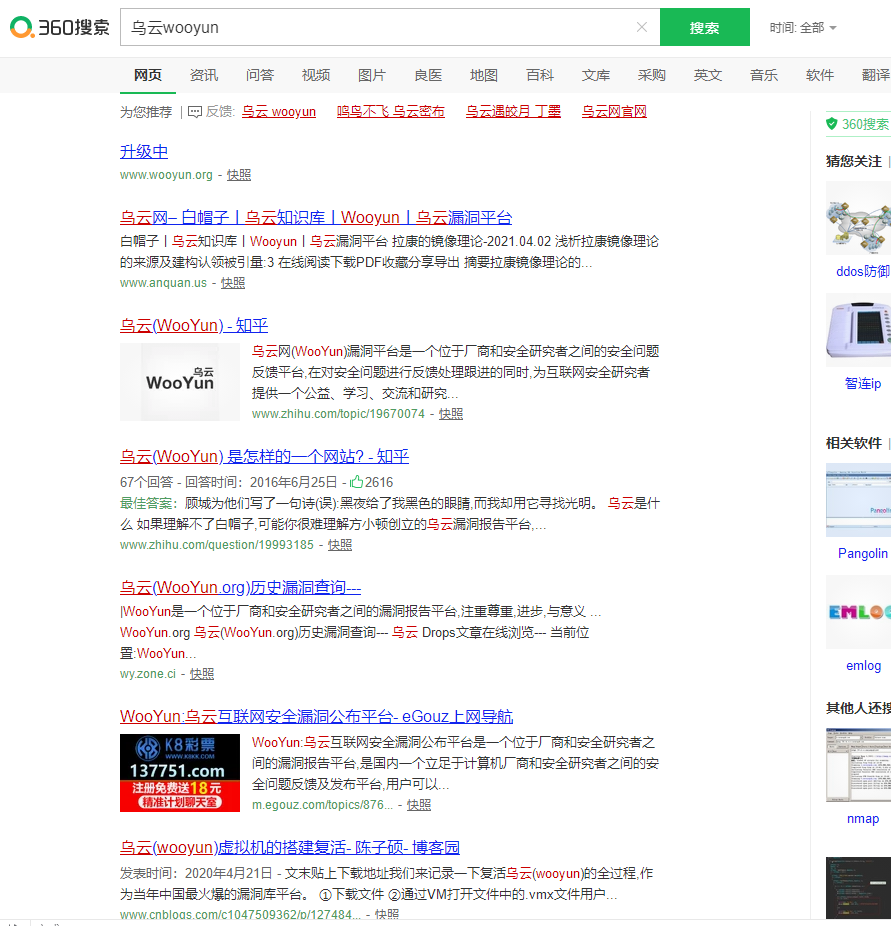 360搜索
乌云wooyun
搜索
时间: 全部
网页 资讯 问答 视频 图片 良医 地图 百科 文库 采购 英文 音乐 软件 翻译
为您推荐 | 反馈: 乌云 wooyun 鸣鸟不飞 乌云密布 乌云遇皎月 丁墨 乌云网官网
升级中
www.wooyun.org - 快照
乌云网– 白帽子丨乌云知识库丨Wooyun丨乌云漏洞平台
白帽子丨乌云知识库丨Wooyun丨乌云漏洞平台 拉康的镜像理论-2021.04.02 浅析拉康镜像理论
的来源及建构认领被引量:3 在线阅读下载PDF收藏分享导出 摘要拉康镜像理论的...
www.anquan.us - 快照
乌云(WooYun) - 知乎
乌云
WooYun
乌云网(WooYun)漏洞平台是一个位于厂商和安全研究者之间的安全问题
反馈平台,在对安全问题进行反馈处理跟进的同时,为互联网安全研究者
提供一个公益、学习、交流和研究...
www.zhihu.com/topic/19670074 - 快照
乌云(WooYun) 是怎样的一个网站? - 知乎
67个回答 - 回答时间：2016年6月25日 - 2616
最佳答案：顾城为他们写了一句诗(误):黑夜给了我黑色的眼睛,而我却用它寻找光明。 乌云是什
么 如果理解不了白帽子,可能你很难理解方小顿创立的乌云漏洞报告平台,...
www.zhihu.com/question/19993185 - 快照
乌云(WooYun.org)历史漏洞查询---
|WooYun是一个位于厂商和安全研究者之间的漏洞报告平台,注重尊重,进步,与意义 ...
WooYun.org 乌云(WooYun.org)历史漏洞查询--- 乌云 Drops文章在线浏览--- 当前位
置:WooYun...
wy.zone.ci - 快照
WooYun:乌云互联网安全漏洞公布平台- eGouz上网导航
K8彩票
WWW.K8KK.COM
137751.com
注册免费送18元
精准计划聊天室
WooYun:乌云互联网安全漏洞公布平台是一个位于厂商和安全研究者之
间的漏洞报告平台,是国内一个立足于计算机厂商和安全研究者之间的安
全问题反馈及发布平台,用户可以...
m.egouz.com/topics/876... - 快照
乌云(wooyun)虚拟机的搭建复活- 陈子硕- 博客园
发表时间：2020年4月21日 - 文末贴上下载地址我们来记录一下复活乌云(wooyun)的全过程,作
为当年中国最火爆的漏洞库平台。 ①下载文件 ②通过VM打开文件中的.vmx文件用户...
www.cnblogs.com/c1047509362/p/127484... - 快照
360搜索
猜您关注
ddos防御
智连ip
相关软件
Pangolin
Pangolin
EMLOG
emlog
其他人还搜
nmap